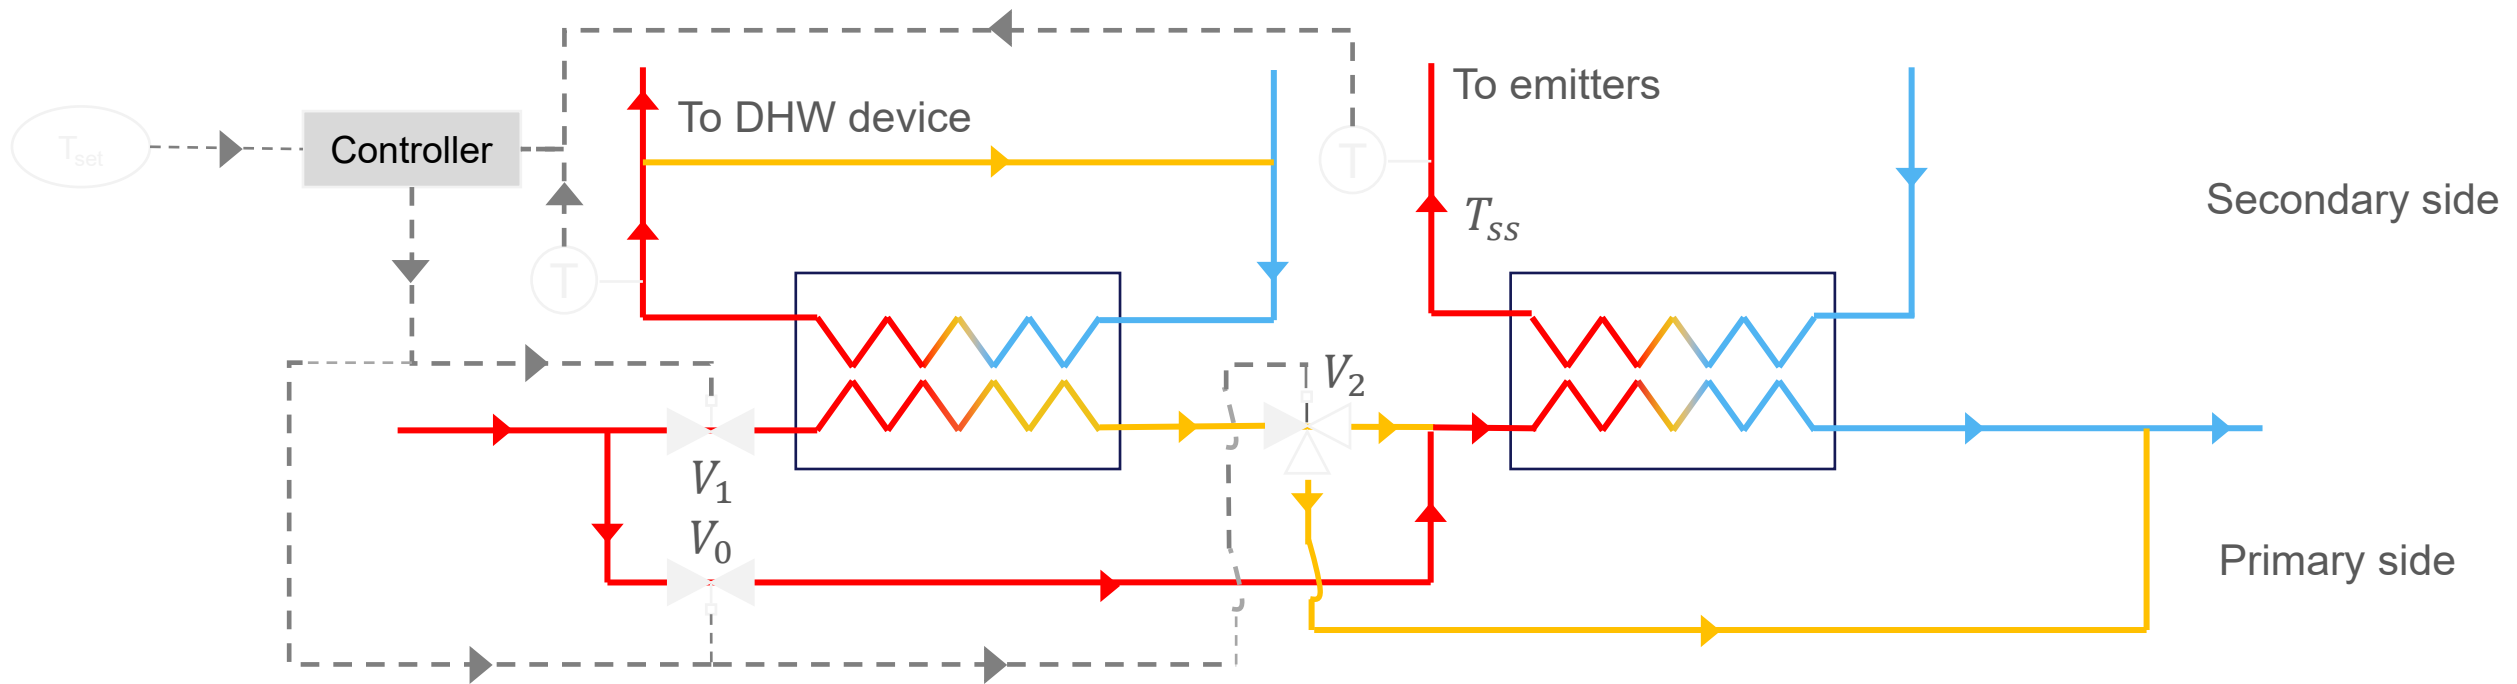 To emitters
To DHW device
T_set
Controller
T
T_ss
Secondary side
T
V_2
V_1
V_0
Primary side